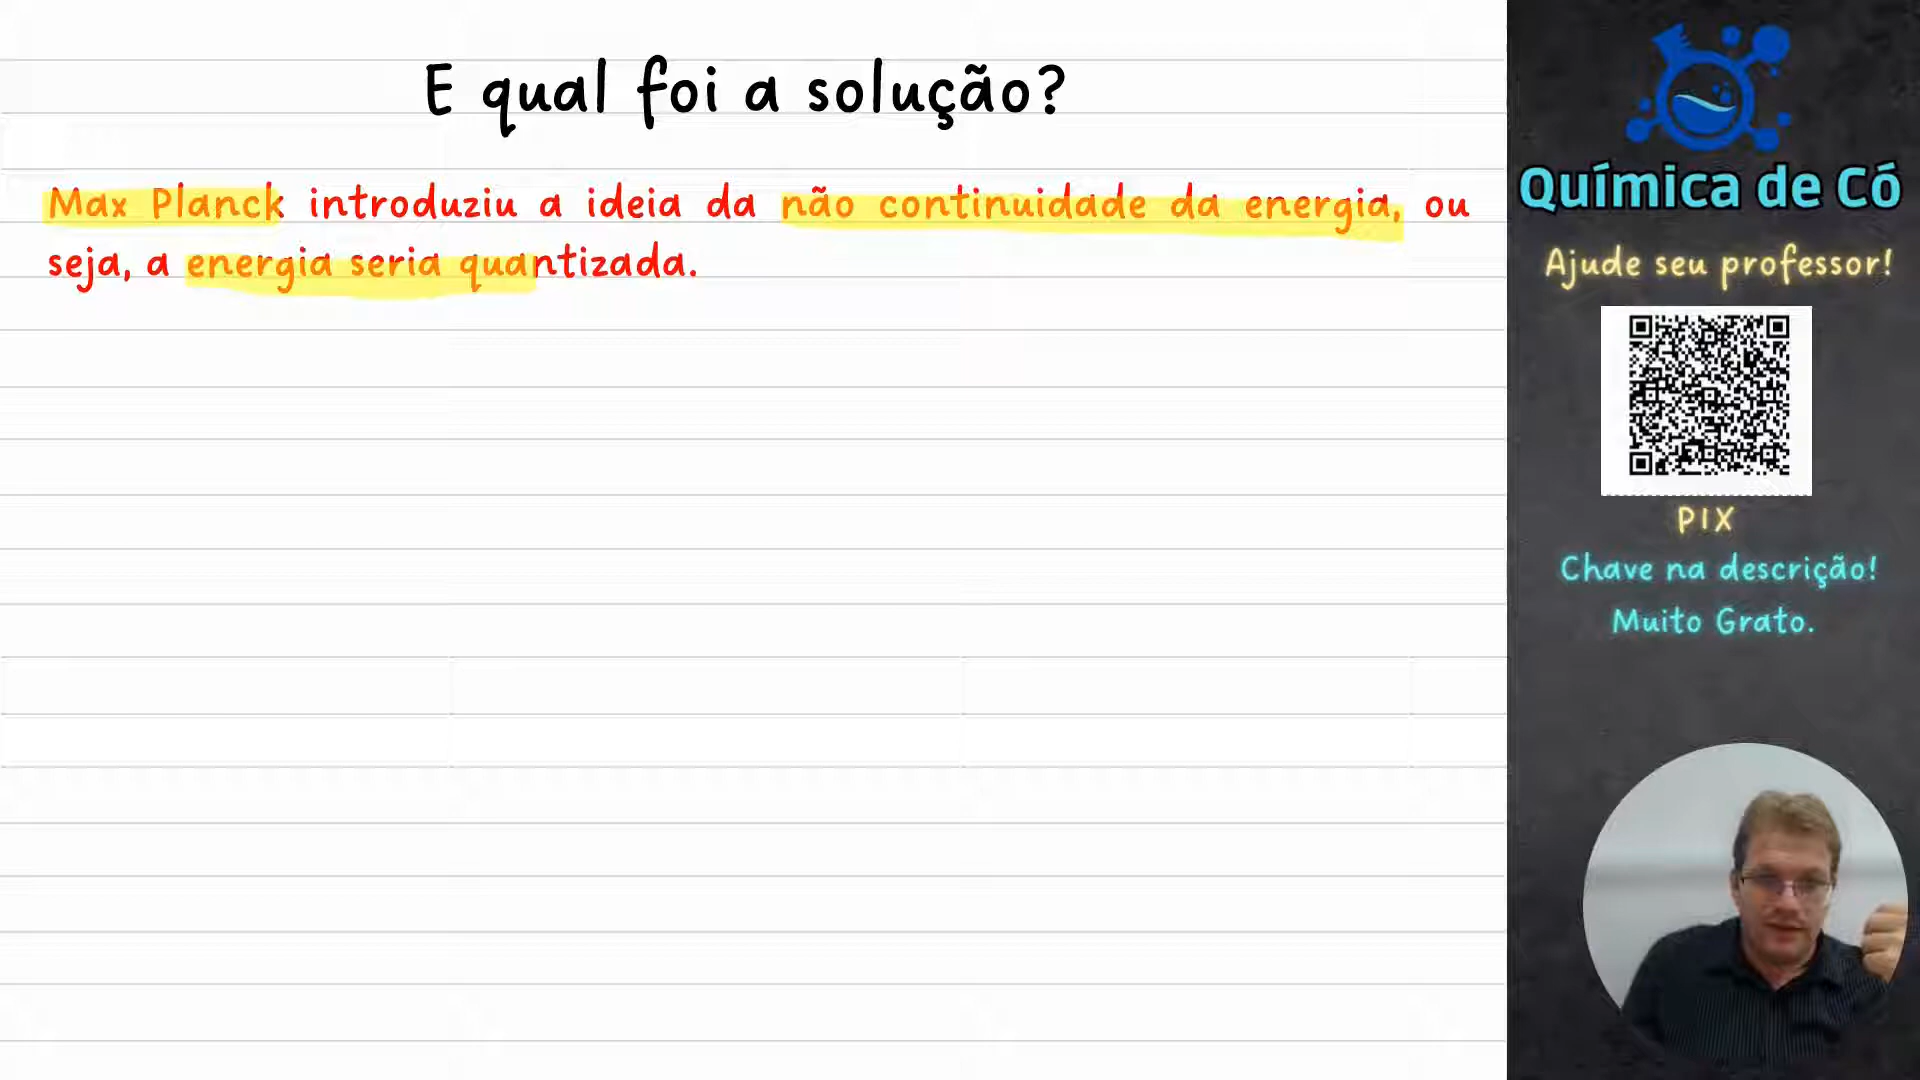 E qual foi a solução?
Max Planck introduziu a ideia da não continuidade da energia, ou
seja, a energia seria quantizada.
Química de Có
Ajude seu professor!
PIX
Chave na descrição!
Muito Grato.